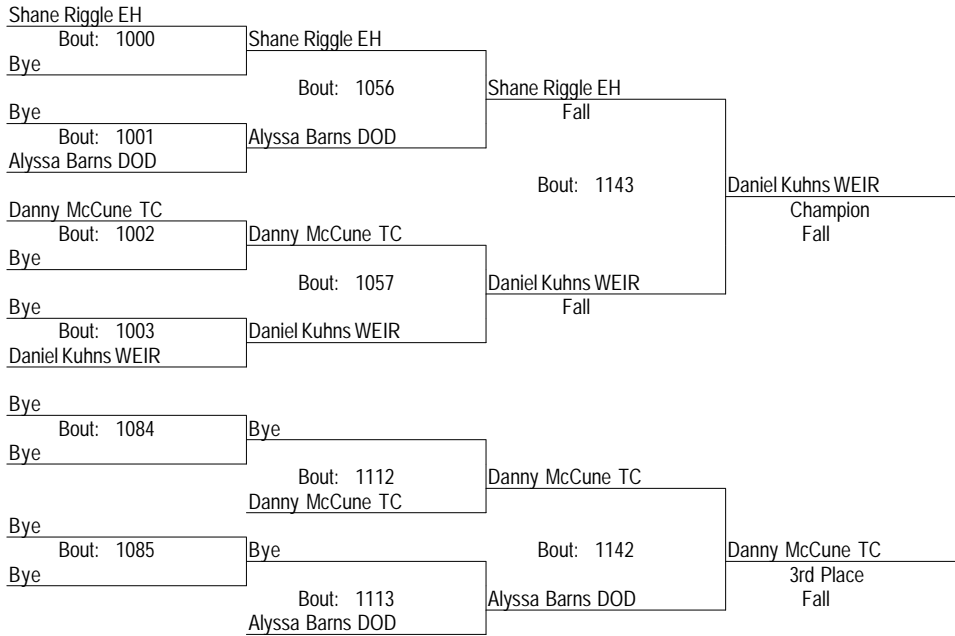 Shane Riggle EH
Bout: 1000
Shane Riggle EH
Bye
Bout: 1056
Shane Riggle EH
Bye
Fall
Bout: 1001
Alyssa Barns DOD
Alyssa Barns DOD
Bout: 1143
Daniel Kuhns WEIR
Danny McCune TC
Champion
Bout: 1002
Danny McCune TC
Fall
Bye
Bout: 1057
Daniel Kuhns WEIR
Bye
Fall
Bout: 1003
Daniel Kuhns WEIR
Daniel Kuhns WEIR
Bye
Bout: 1084
Bye
Bye
Bout: 1112
Danny McCune TC
Danny McCune TC
Bye
Bout: 1085
Bye
Bout: 1142
Danny McCune TC
Bye
3rd Place
Bout: 1113
Alyssa Barns DOD
Fall
Alyssa Barns DOD